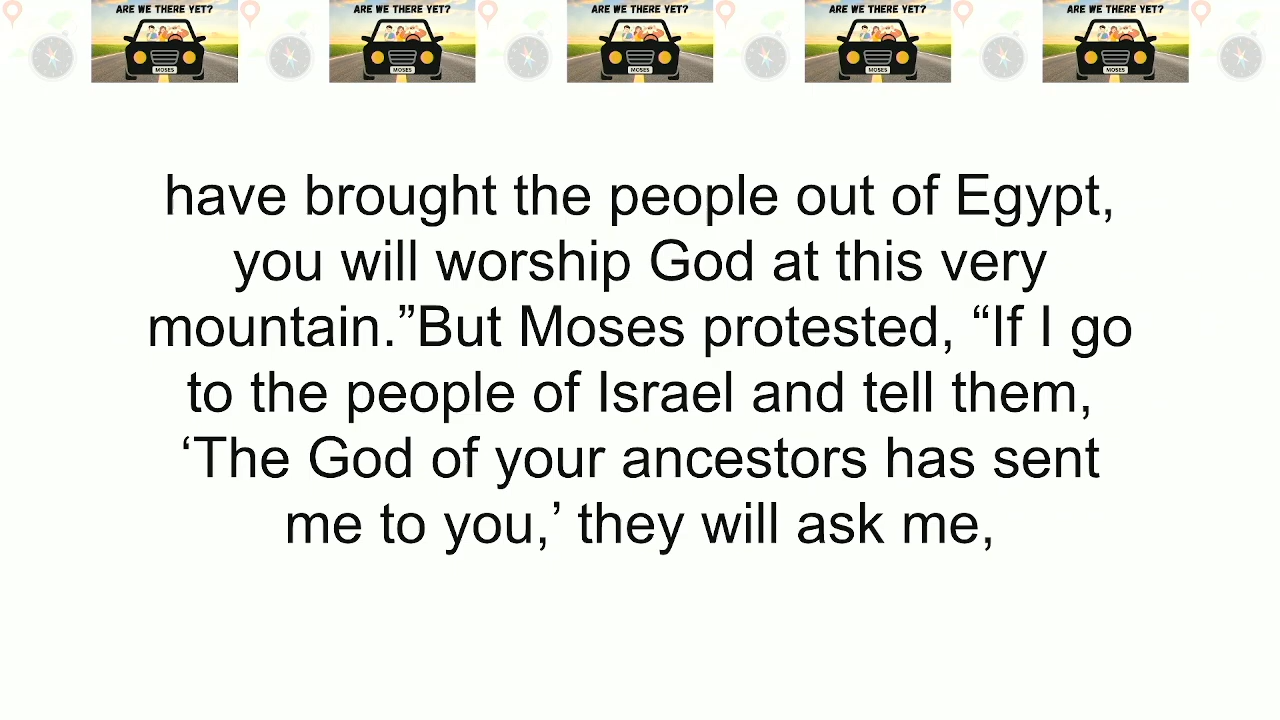 ARE WE THERE YET? ARE WE THERE YET? ARE WE THERE YET? ARE WE THERE YET? ARE WE THERE YET?
MOSES MOSES MOSES MOSES MOSES
have brought the people out of Egypt,
you will worship God at this very
mountain.”But Moses protested, “If I go
to the people of Israel and tell them,
‘The God of your ancestors has sent
me to you,’ they will ask me,